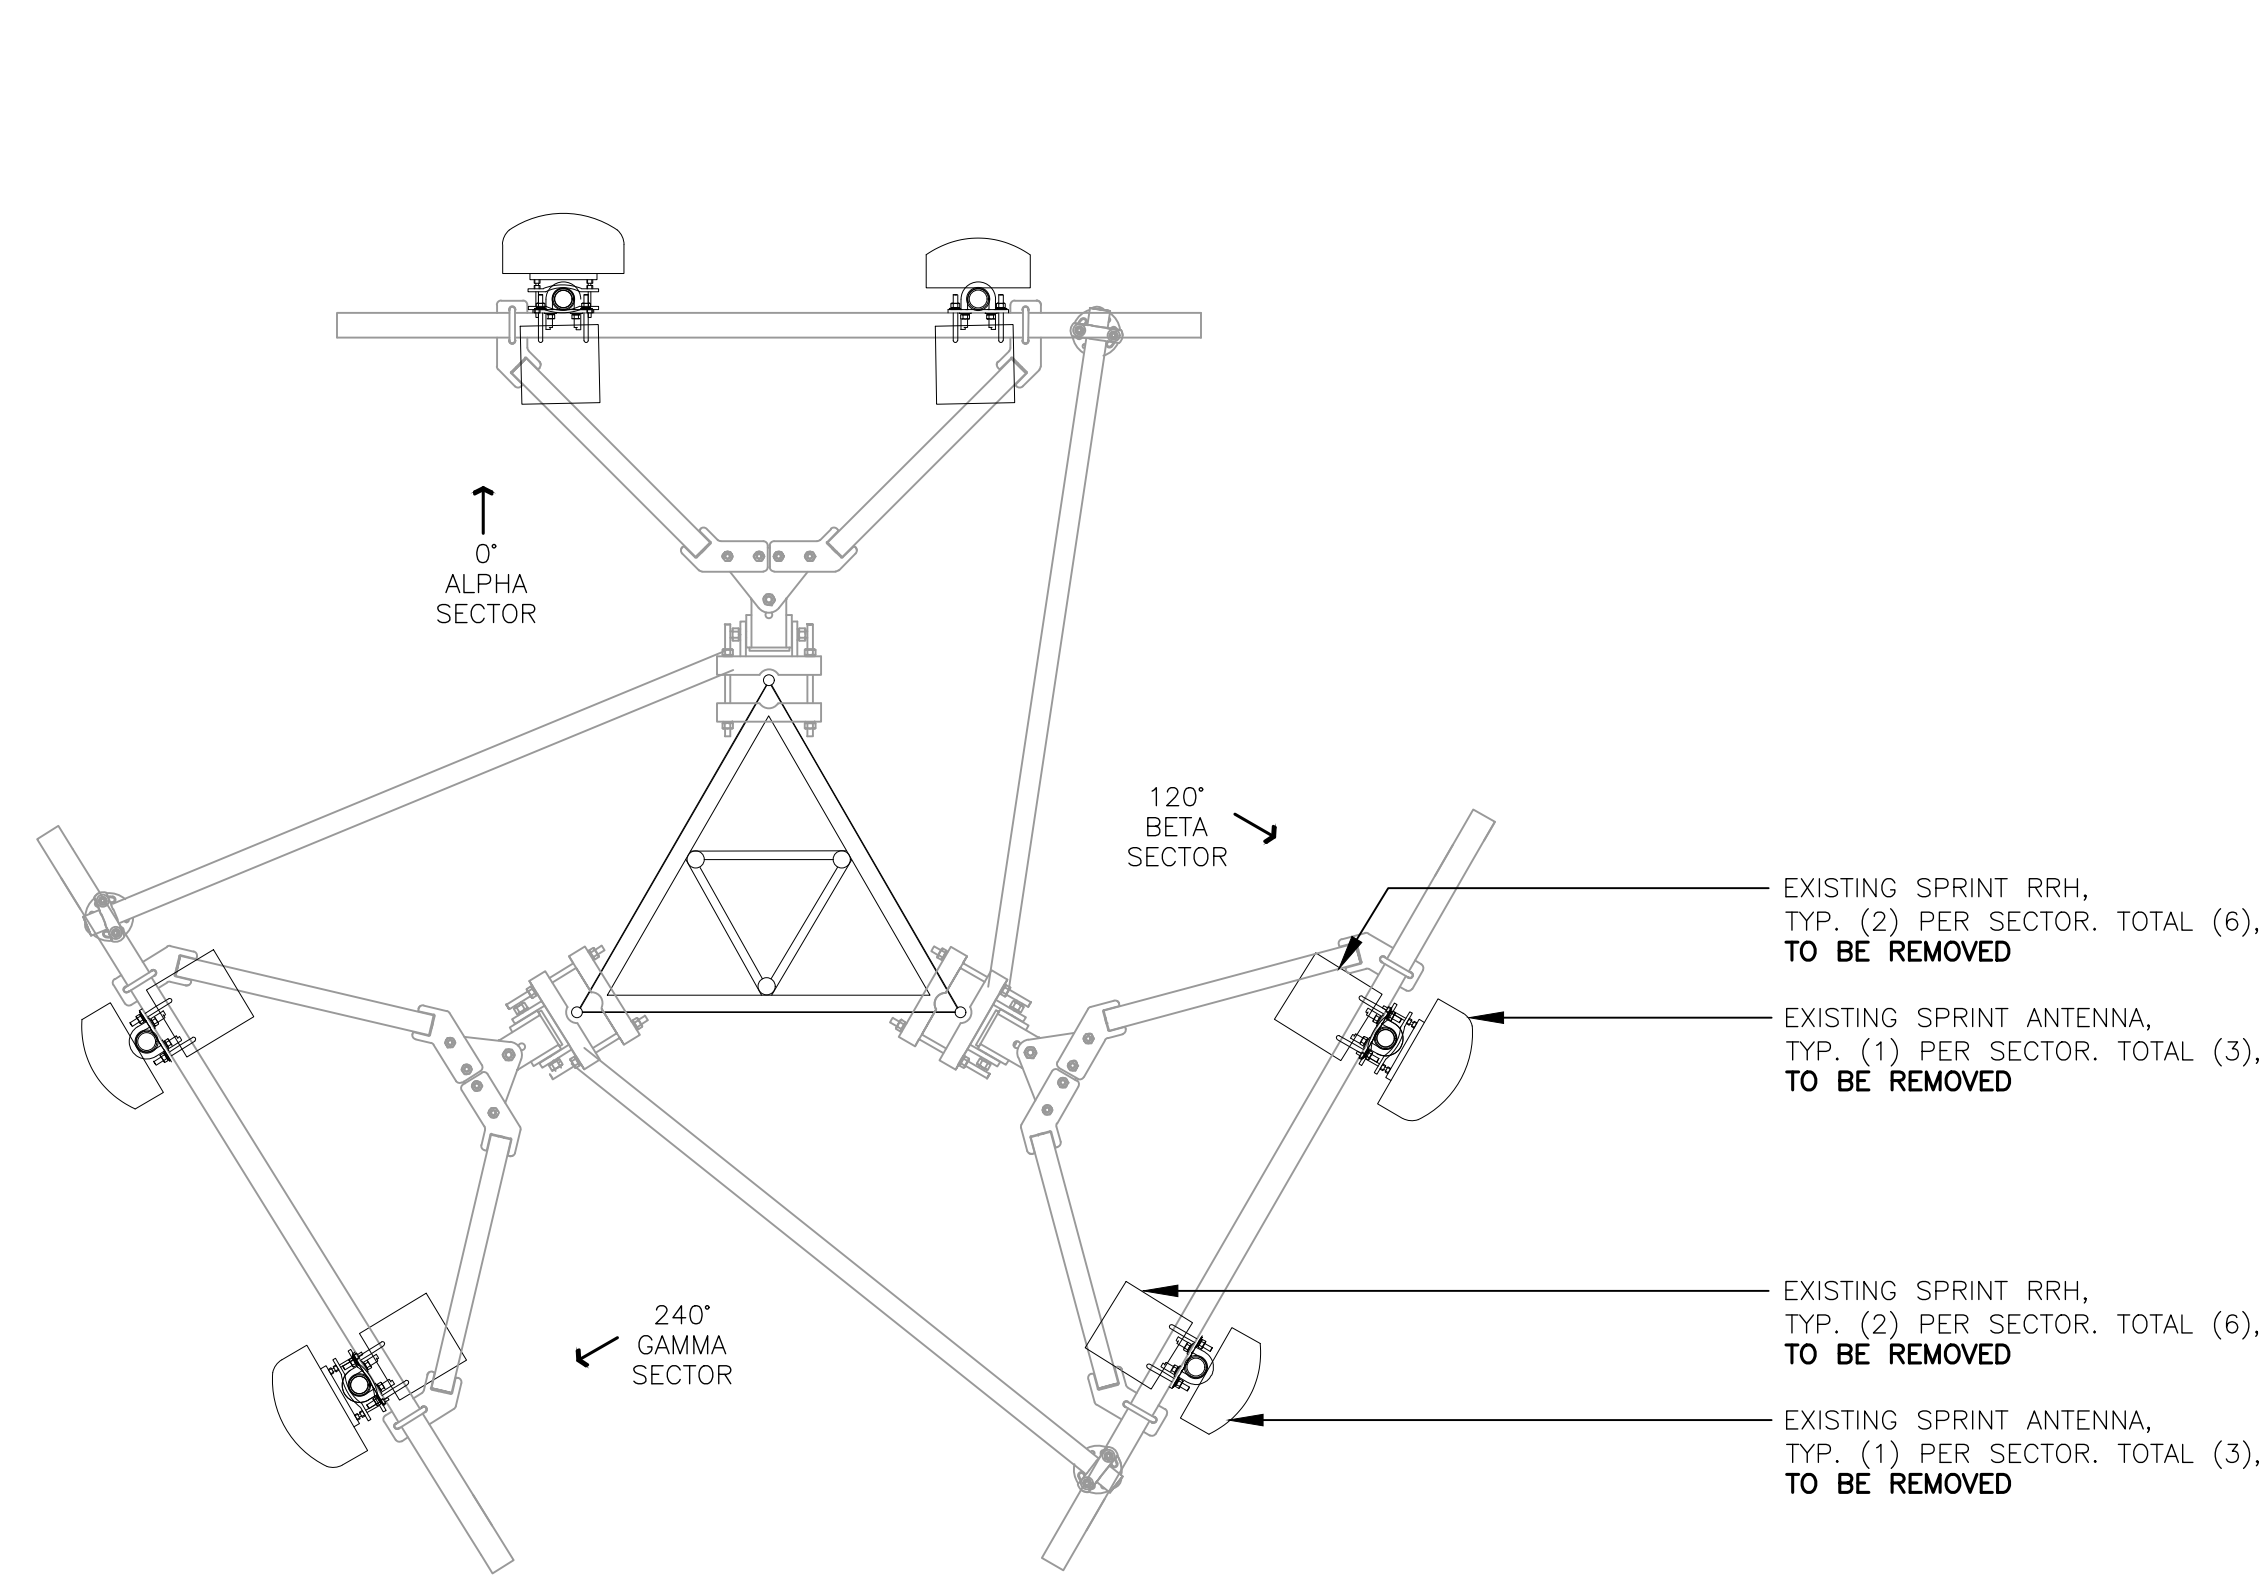 0°
ALPHA
SECTOR
120°
BETA
SECTOR
EXISTING SPRINT RRH,
TYP. (2) PER SECTOR. TOTAL (6),
TO BE REMOVED
EXISTING SPRINT ANTENNA,
TYP. (1) PER SECTOR. TOTAL (3),
TO BE REMOVED
EXISTING SPRINT RRH,
TYP. (2) PER SECTOR. TOTAL (6),
TO BE REMOVED
240°
GAMMA
SECTOR
EXISTING SPRINT ANTENNA,
TYP. (1) PER SECTOR. TOTAL (3),
TO BE REMOVED